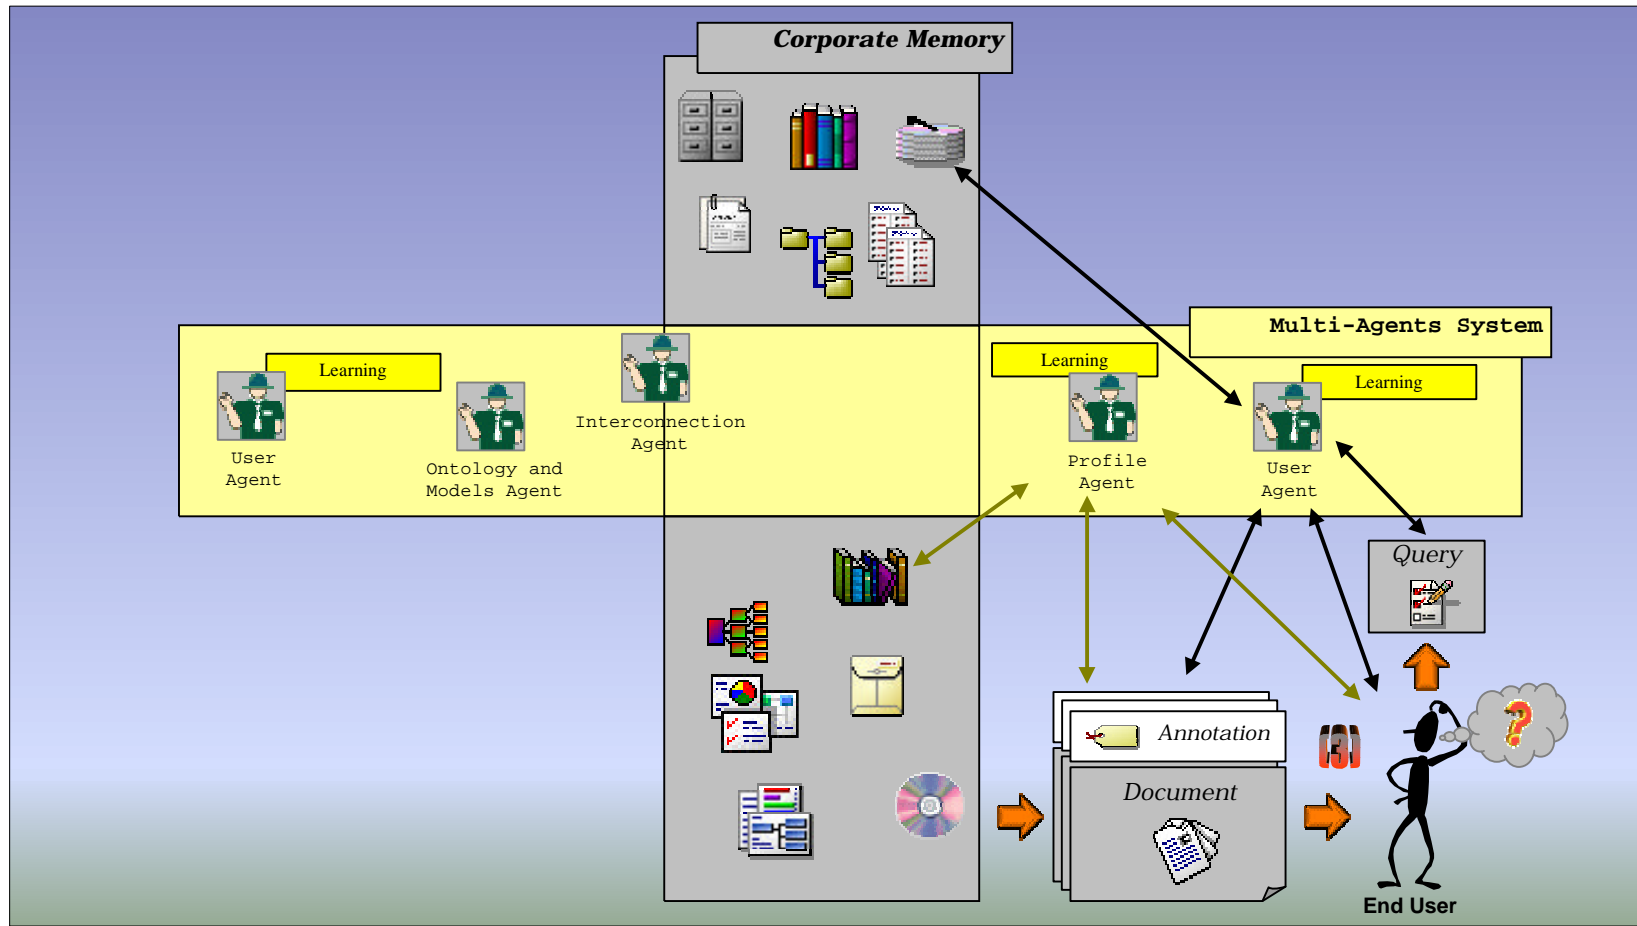 Corporate Memory
Multi-Agents System
Learning
Learning
Learning
User
Agent
Ontology and
Models Agent
Interconnection
Agent
Profile
Agent
User
Agent
Query
Annotation
Document
?
End User